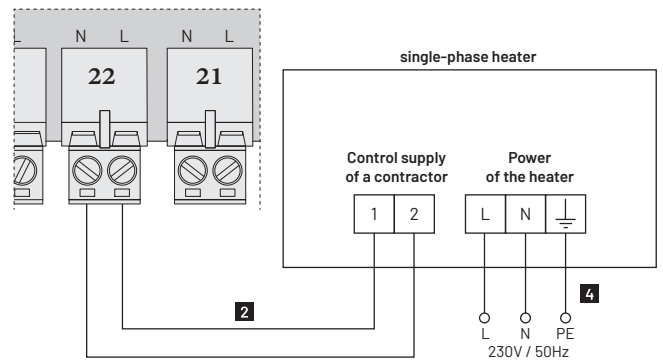 L N L N L
22 21
single-phase heater
Control supply
of a contractor
Power
of the heater
1 2 L N
2
4
L N PE
230V / 50Hz